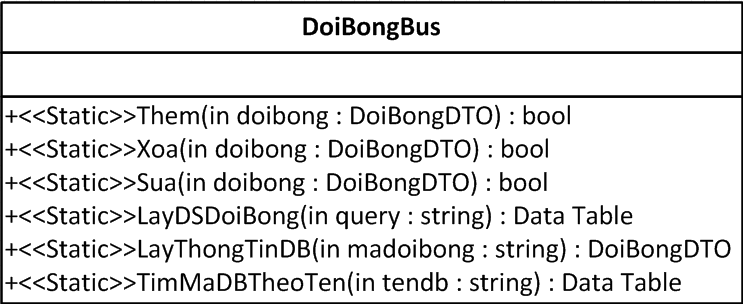 DoiBongBus
+<<Static>>Them(in doibong : DoiBongDTO) : bool
+<<Static>>Xoa(in doibong : DoiBongDTO) : bool
+<<Static>>Sua(in doibong : DoiBongDTO) : bool
+<<Static>>LayDSDoiBong(in query : string) : Data Table
+<<Static>>LayThongTinDB(in madoibong : string) : DoiBongDTO
+<<Static>>TimMaDBTheoTen(in tendb : string) : Data Table